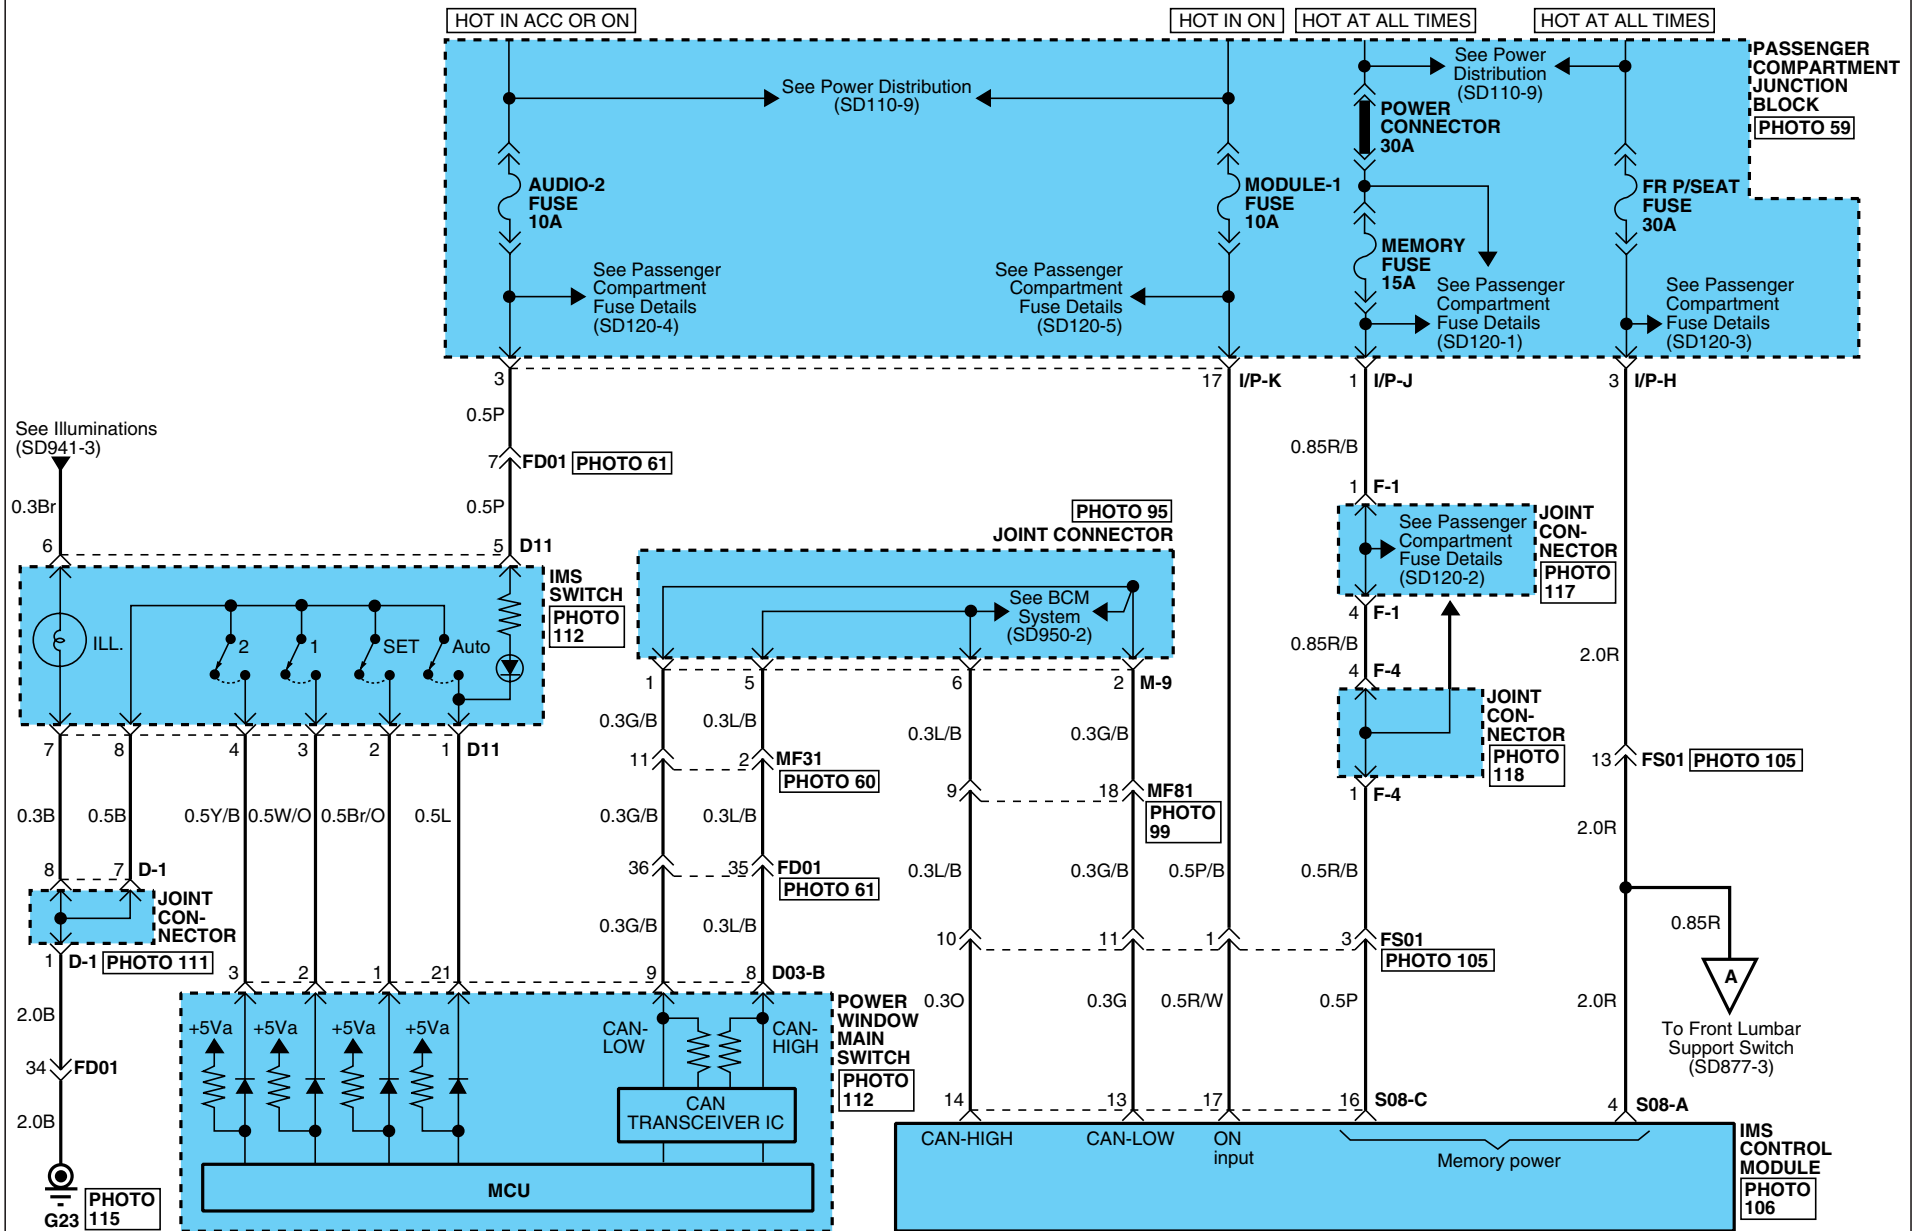 HOT IN ACC OR ON
HOT IN ON
HOT AT ALL TIMES
HOT AT ALL TIMES
See Power Distribution
(SD110-9)
See Power
Distribution
(SD110-9)
PASSENGER
COMPARTMENT
JUNCTION
BLOCK
PHOTO 59
POWER
CONNECTOR
30A
AUDIO-2
FUSE
10A
MODULE-1
FUSE
10A
MEMORY
FUSE
15A
FR P/SEAT
FUSE
30A
See Passenger
Compartment
Fuse Details
(SD120-4)
See Passenger
Compartment
Fuse Details
(SD120-5)
See Passenger
Compartment
Fuse Details
(SD120-1)
See Passenger
Compartment
Fuse Details
(SD120-3)
3
17 I/P-K
1 I/P-J
3 I/P-H
0.5P
0.85R/B
See Illuminations
(SD941-3)
7 FD01 PHOTO 61
0.3Br
0.5P
1 F-1
PHOTO 95
JOINT CONNECTOR
See Passenger
Compartment
Fuse Details
(SD120-2)
JOINT
CON-
NECTOR
PHOTO
117
6
5 D11
IMS
SWITCH
PHOTO
112
ILL.
2
1
SET
Auto
See BCM
System
(SD950-2)
4 F-1
0.85R/B
2.0R
4 F-4
1
5
6
2 M-9
JOINT
CON-
NECTOR
PHOTO
118
0.3G/B
0.3L/B
0.3L/B
0.3G/B
7
8
4
3
2
1 D11
11
2 MF31
PHOTO 60
13 FS01 PHOTO 105
9
18 MF81
PHOTO
99
1 F-4
0.3B
0.5B
0.5Y/B
0.5W/O
0.5Br/O
0.5L
0.3G/B
0.3L/B
2.0R
8
7 D-1
36
35 FD01
PHOTO 61
0.3L/B
0.3G/B
0.5P/B
0.5R/B
JOINT
CON-
NECTOR
0.3G/B
0.3L/B
0.85R
10
11
1
3 FS01
PHOTO 105
1 D-1 PHOTO 111
3
2
1
21
9
8 D03-B
A
2.0B
0.3O
0.3G
0.5R/W
0.5P
2.0R
+5Va
+5Va
+5Va
+5Va
CAN-
LOW
CAN-
HIGH
POWER
WINDOW
MAIN
SWITCH
PHOTO
112
To Front Lumbar
Support Switch
(SD877-3)
34 FD01
CAN
TRANSCEIVER IC
14
13
17
16 S08-C
4 S08-A
2.0B
CAN-HIGH
CAN-LOW
ON
input
Memory power
IMS
CONTROL
MODULE
PHOTO
106
MCU
G23
PHOTO
115